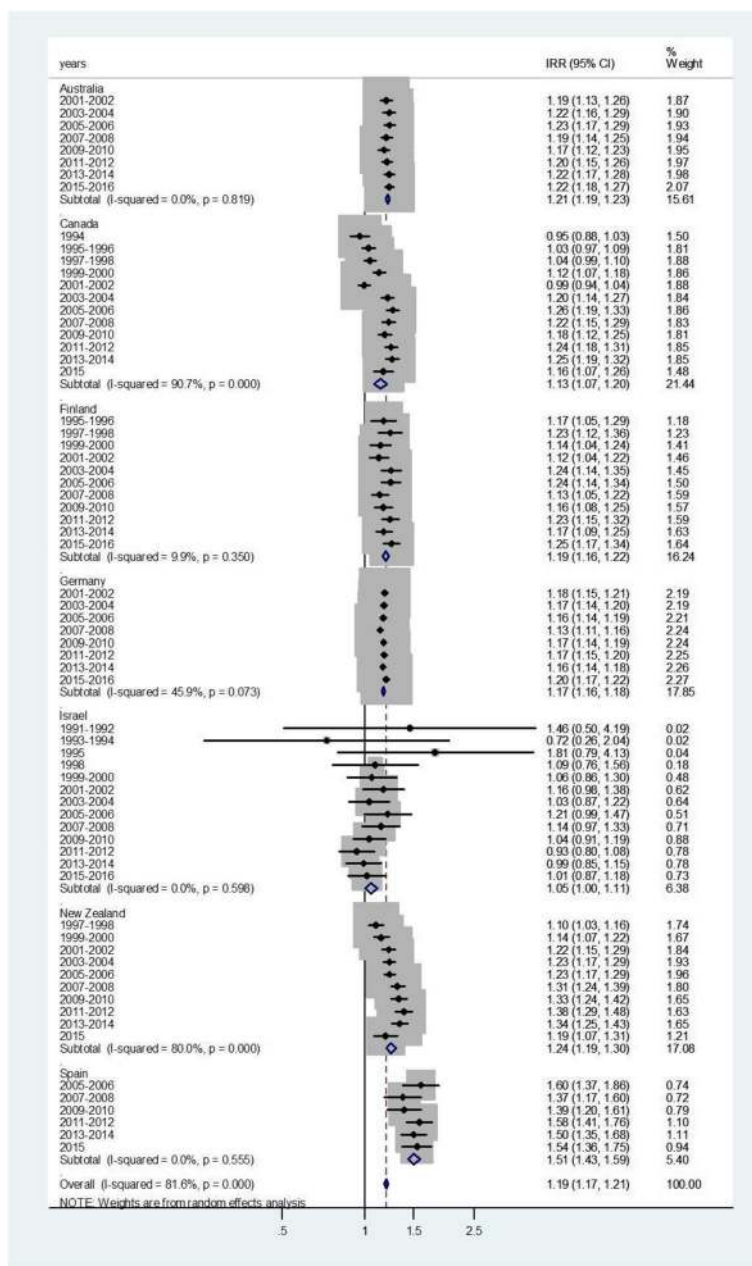 years IRR (95% CI) % Weight
Australia
2001-2002 1.19 (1.13, 1.26) 1.87
2003-2004 1.22 (1.16, 1.29) 1.90
2005-2006 1.23 (1.17, 1.29) 1.93
2007-2008 1.19 (1.14, 1.25) 1.94
2009-2010 1.17 (1.12, 1.23) 1.95
2011-2012 1.20 (1.15, 1.26) 1.97
2013-2014 1.22 (1.17, 1.28) 1.98
2015-2016 1.22 (1.18, 1.27) 2.07
Subtotal (I-squared = 0.0%, p = 0.819) 1.21 (1.19, 1.23) 15.61
.
Canada
1994 0.95 (0.88, 1.03) 1.50
1995-1996 1.03 (0.97, 1.09) 1.81
1997-1998 1.04 (0.99, 1.10) 1.88
1999-2000 1.12 (1.07, 1.18) 1.86
2001-2002 0.99 (0.94, 1.04) 1.88
2003-2004 1.20 (1.14, 1.27) 1.84
2005-2006 1.26 (1.19, 1.33) 1.86
2007-2008 1.22 (1.15, 1.29) 1.83
2009-2010 1.18 (1.12, 1.25) 1.81
2011-2012 1.24 (1.18, 1.31) 1.85
2013-2014 1.25 (1.19, 1.32) 1.85
2015 1.16 (1.07, 1.26) 1.48
Subtotal (I-squared = 90.7%, p = 0.000) 1.13 (1.07, 1.20) 21.44
.
Finland
1995-1996 1.17 (1.05, 1.29) 1.18
1997-1998 1.23 (1.12, 1.36) 1.23
1999-2000 1.14 (1.04, 1.24) 1.41
2001-2002 1.12 (1.04, 1.22) 1.46
2003-2004 1.24 (1.14, 1.35) 1.45
2005-2006 1.24 (1.14, 1.34) 1.50
2007-2008 1.13 (1.05, 1.22) 1.59
2009-2010 1.16 (1.08, 1.25) 1.57
2011-2012 1.23 (1.15, 1.32) 1.59
2013-2014 1.17 (1.09, 1.25) 1.63
2015-2016 1.25 (1.17, 1.34) 1.64
Subtotal (I-squared = 9.9%, p = 0.350) 1.19 (1.16, 1.22) 16.24
.
Germany
2001-2002 1.18 (1.15, 1.21) 2.19
2003-2004 1.17 (1.14, 1.20) 2.19
2005-2006 1.16 (1.14, 1.19) 2.21
2007-2008 1.13 (1.11, 1.16) 2.24
2009-2010 1.17 (1.14, 1.19) 2.24
2011-2012 1.17 (1.15, 1.20) 2.25
2013-2014 1.16 (1.14, 1.18) 2.26
2015-2016 1.20 (1.17, 1.22) 2.27
Subtotal (I-squared = 45.9%, p = 0.073) 1.17 (1.16, 1.18) 17.85
.
Israel
1991-1992 1.46 (0.50, 4.19) 0.02
1993-1994 0.72 (0.26, 2.04) 0.02
1995 1.81 (0.79, 4.13) 0.04
1998 1.09 (0.76, 1.56) 0.18
1999-2000 1.06 (0.86, 1.30) 0.48
2001-2002 1.16 (0.98, 1.38) 0.62
2003-2004 1.03 (0.87, 1.22) 0.64
2005-2006 1.21 (0.99, 1.47) 0.51
2007-2008 1.14 (0.97, 1.33) 0.71
2009-2010 1.04 (0.91, 1.19) 0.88
2011-2012 0.93 (0.80, 1.08) 0.78
2013-2014 0.99 (0.85, 1.15) 0.78
2015-2016 1.01 (0.87, 1.18) 0.73
Subtotal (I-squared = 0.0%, p = 0.598) 1.05 (1.00, 1.11) 6.38
.
New Zealand
1997-1998 1.10 (1.03, 1.16) 1.74
1999-2000 1.14 (1.07, 1.22) 1.67
2001-2002 1.22 (1.15, 1.29) 1.84
2003-2004 1.23 (1.17, 1.29) 1.93
2005-2006 1.23 (1.17, 1.29) 1.96
2007-2008 1.31 (1.24, 1.39) 1.80
2009-2010 1.33 (1.24, 1.42) 1.65
2011-2012 1.38 (1.29, 1.48) 1.63
2013-2014 1.34 (1.25, 1.43) 1.65
2015 1.19 (1.07, 1.31) 1.21
Subtotal (I-squared = 80.0%, p = 0.000) 1.24 (1.19, 1.30) 17.08
.
Spain
2005-2006 1.60 (1.37, 1.86) 0.74
2007-2008 1.37 (1.17, 1.60) 0.72
2009-2010 1.39 (1.20, 1.61) 0.79
2011-2012 1.58 (1.41, 1.76) 1.10
2013-2014 1.50 (1.35, 1.68) 1.11
2015 1.54 (1.36, 1.75) 0.94
Subtotal (I-squared = 0.0%, p = 0.555) 1.51 (1.43, 1.59) 5.40
.
Overall (I-squared = 81.6%, p = 0.000) 1.19 (1.17, 1.21) 100.00
NOTE: Weights are from random effects analysis
.5 1 1.5 2.5